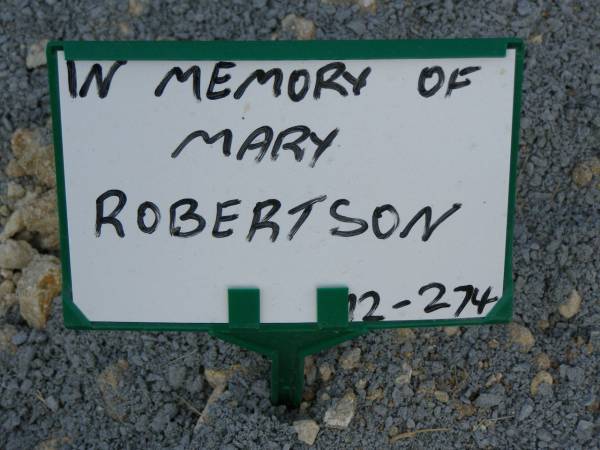 IN MEMORY OF
MARY
ROBERTSON
12-274